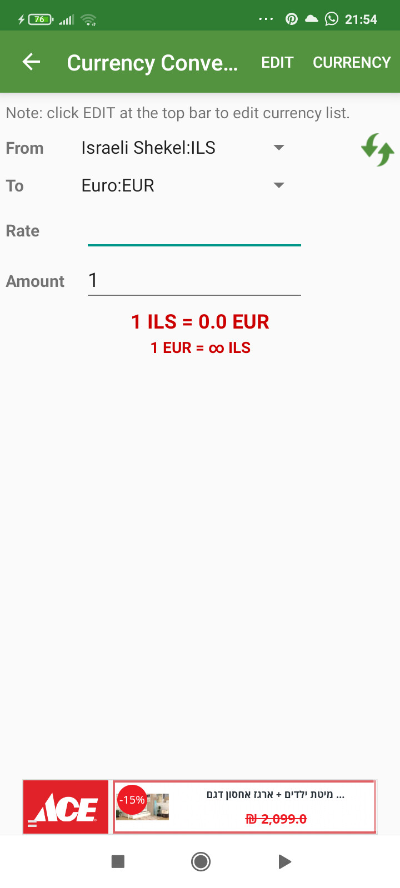 76
21:54
Currency Conve... EDIT CURRENCY
Note: click EDIT at the top bar to edit currency list.
From Israeli Shekel:ILS
To Euro:EUR
Rate
Amount 1
1 ILS = 0.0 EUR
1 EUR = ∞ ILS
ACE
-15%
מיטת ילדים + ארגז אחסון דגם ...
₪ 2,099.0